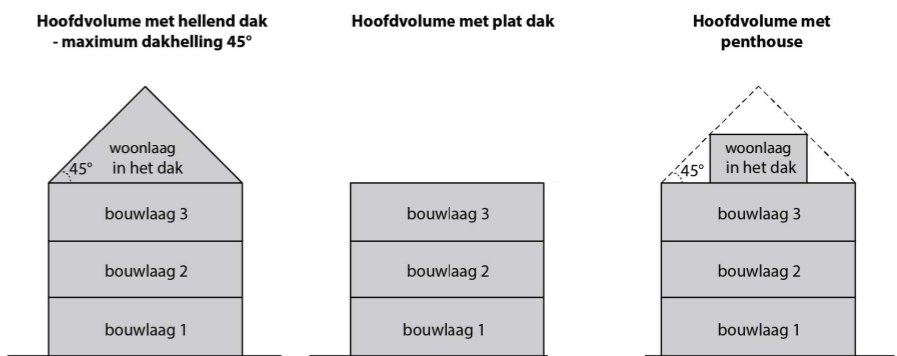 Hoofdvolume met hellend dak
- maximum dakhelling 45°
woonlaag
in het dak
45°
bouwlaag 3
bouwlaag 2
bouwlaag 1
Hoofdvolume met plat dak
bouwlaag 3
bouwlaag 2
bouwlaag 1
Hoofdvolume met
penthouse
woonlaag
in het dak
45°
bouwlaag 3
bouwlaag 2
bouwlaag 1